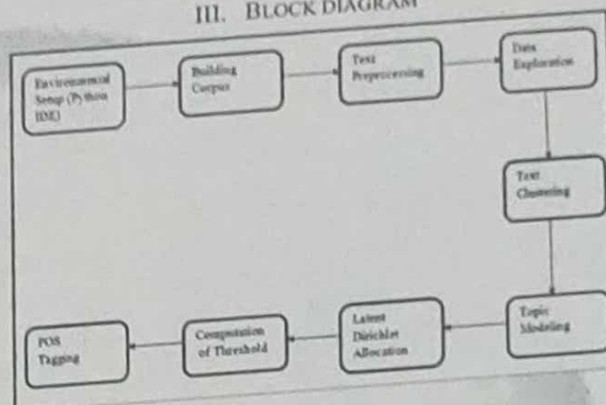 III. BLOCK DIAGRAM
Environmental
Setup (Python
IDE)
Building
Corpus
Text
Preprocessing
Data
Exploration
Text
Clustering
Topic
Modeling
Latent
Dirichlet
Allocation
Computation
of Threshold
POS
Tagging